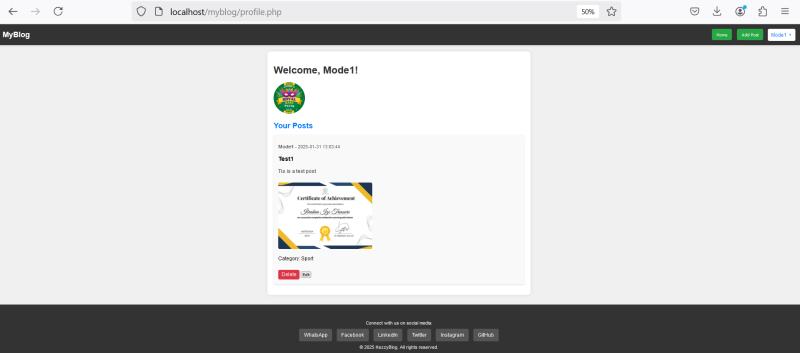 localhost/myblog/profile.php
50%
MyBlog
Home
Add Post
Mode1
Welcome, Mode1!
Your Posts
Mode1 - 2025-01-31 13:03:44
Test1
Tis is a test post
Certificate of Achievement
Category: Sport
Delete
Edit
Connect with us on social media:
WhatsApp
Facebook
LinkedIn
Twitter
Instagram
GitHub
© 2025 HozzyBlog. All rights reserved.